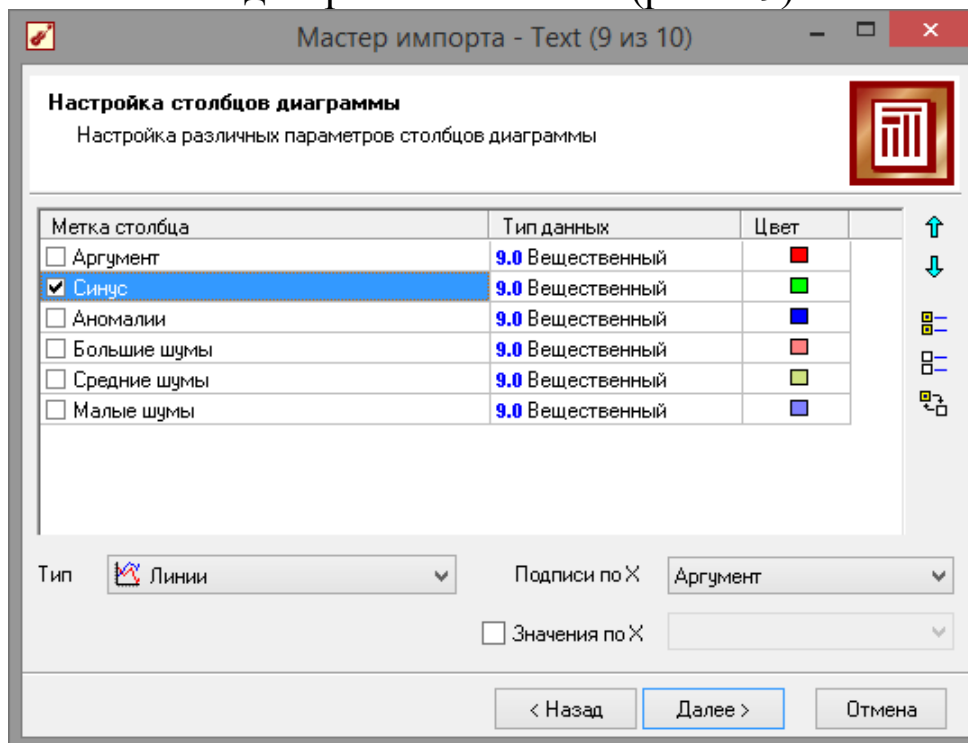 Мастер импорта - Text (9 из 10)
Настройка столбцов диаграммы
Настройка различных параметров столбцов диаграммы
Метка столбца Тип данных Цвет
Аргумент 9.0 Вещественный
Синус 9.0 Вещественный
Аномалии 9.0 Вещественный
Большие шумы 9.0 Вещественный
Средние шумы 9.0 Вещественный
Малые шумы 9.0 Вещественный
Тип Линии Подписи по X Аргумент
Значения по X
< Назад Далее > Отмена